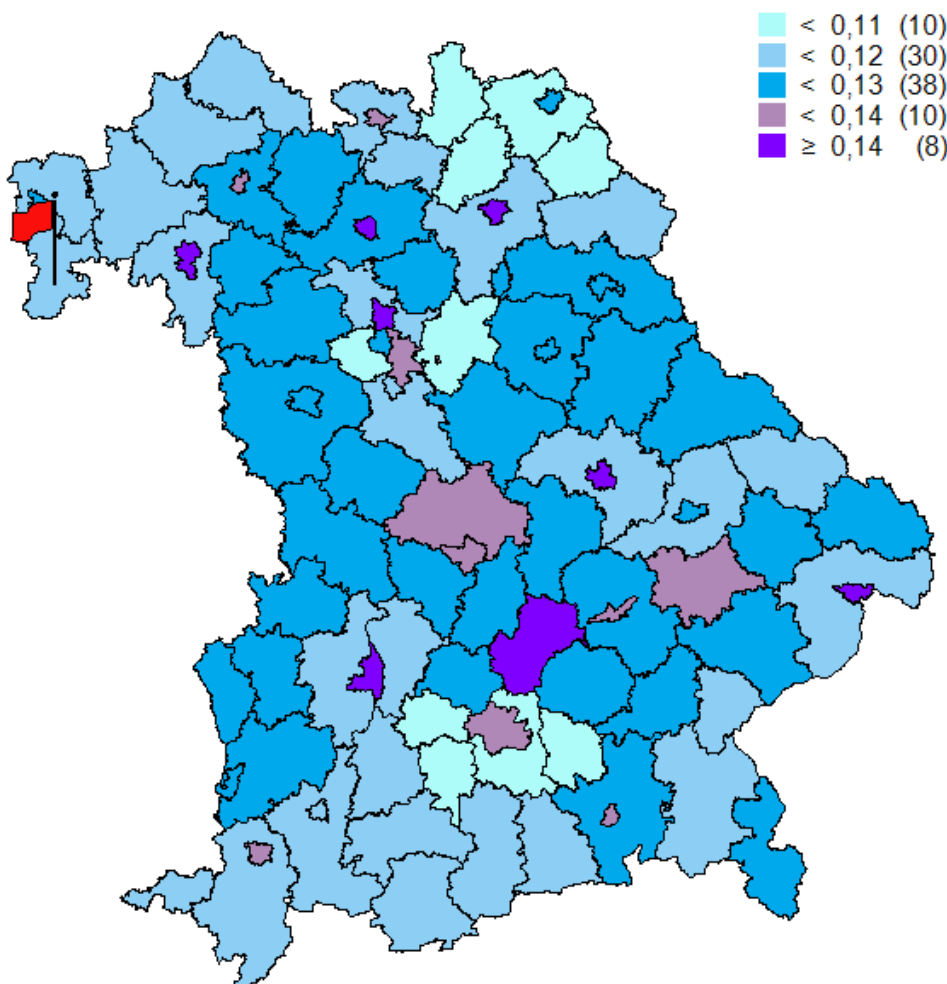 < 0,11 (10)
< 0,12 (30)
< 0,13 (38)
< 0,14 (10)
≥ 0,14 (8)